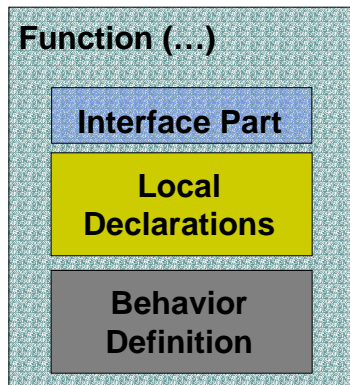 Function (…)
Interface Part
Local
Declarations
Behavior
Definition